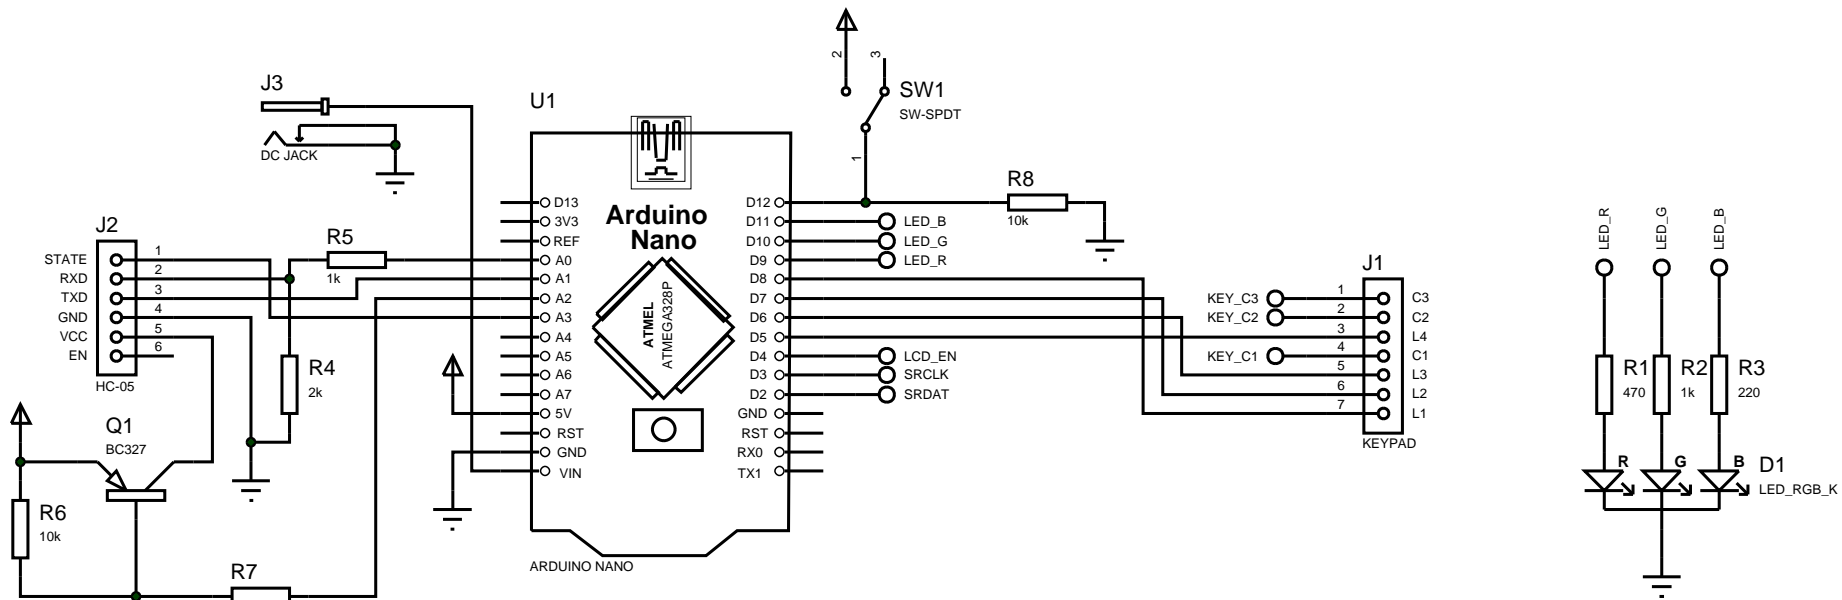 J3
DC JACK
U1
2
3
SW1
SW-SPDT
1
R8
10k
Arduino
Nano
ATMEL
ATMEGA328P
D13
3V3
REF
A0
A1
A2
A3
A4
A5
A6
A7
5V
RST
GND
VIN
D12
D11
D10
D9
D8
D7
D6
D5
D4
D3
D2
GND
RST
RX0
TX1
ARDUINO NANO
LED_B
LED_G
LED_R
LCD_EN
SRCLK
SRDAT
J2
STATE 1
RXD 2
TXD 3
GND 4
VCC 5
EN 6
HC-05
R5
1k
R4
2k
Q1
BC327
R6
10k
R7
J1
KEY_C3 1 C3
KEY_C2 2 C2
3 L4
KEY_C1 4 C1
5 L3
6 L2
7 L1
KEYPAD
LED_R
LED_G
LED_B
R1
470
R2
1k
R3
220
R
G
B
D1
LED_RGB_K